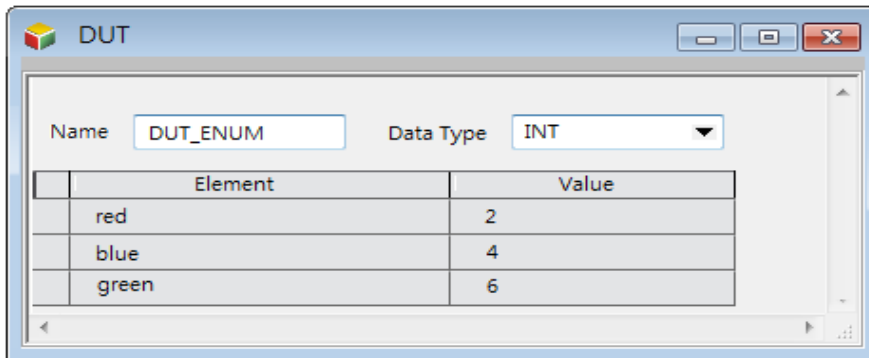 DUT
Name DUT_ENUM Data Type INT
Element Value
red 2
blue 4
green 6